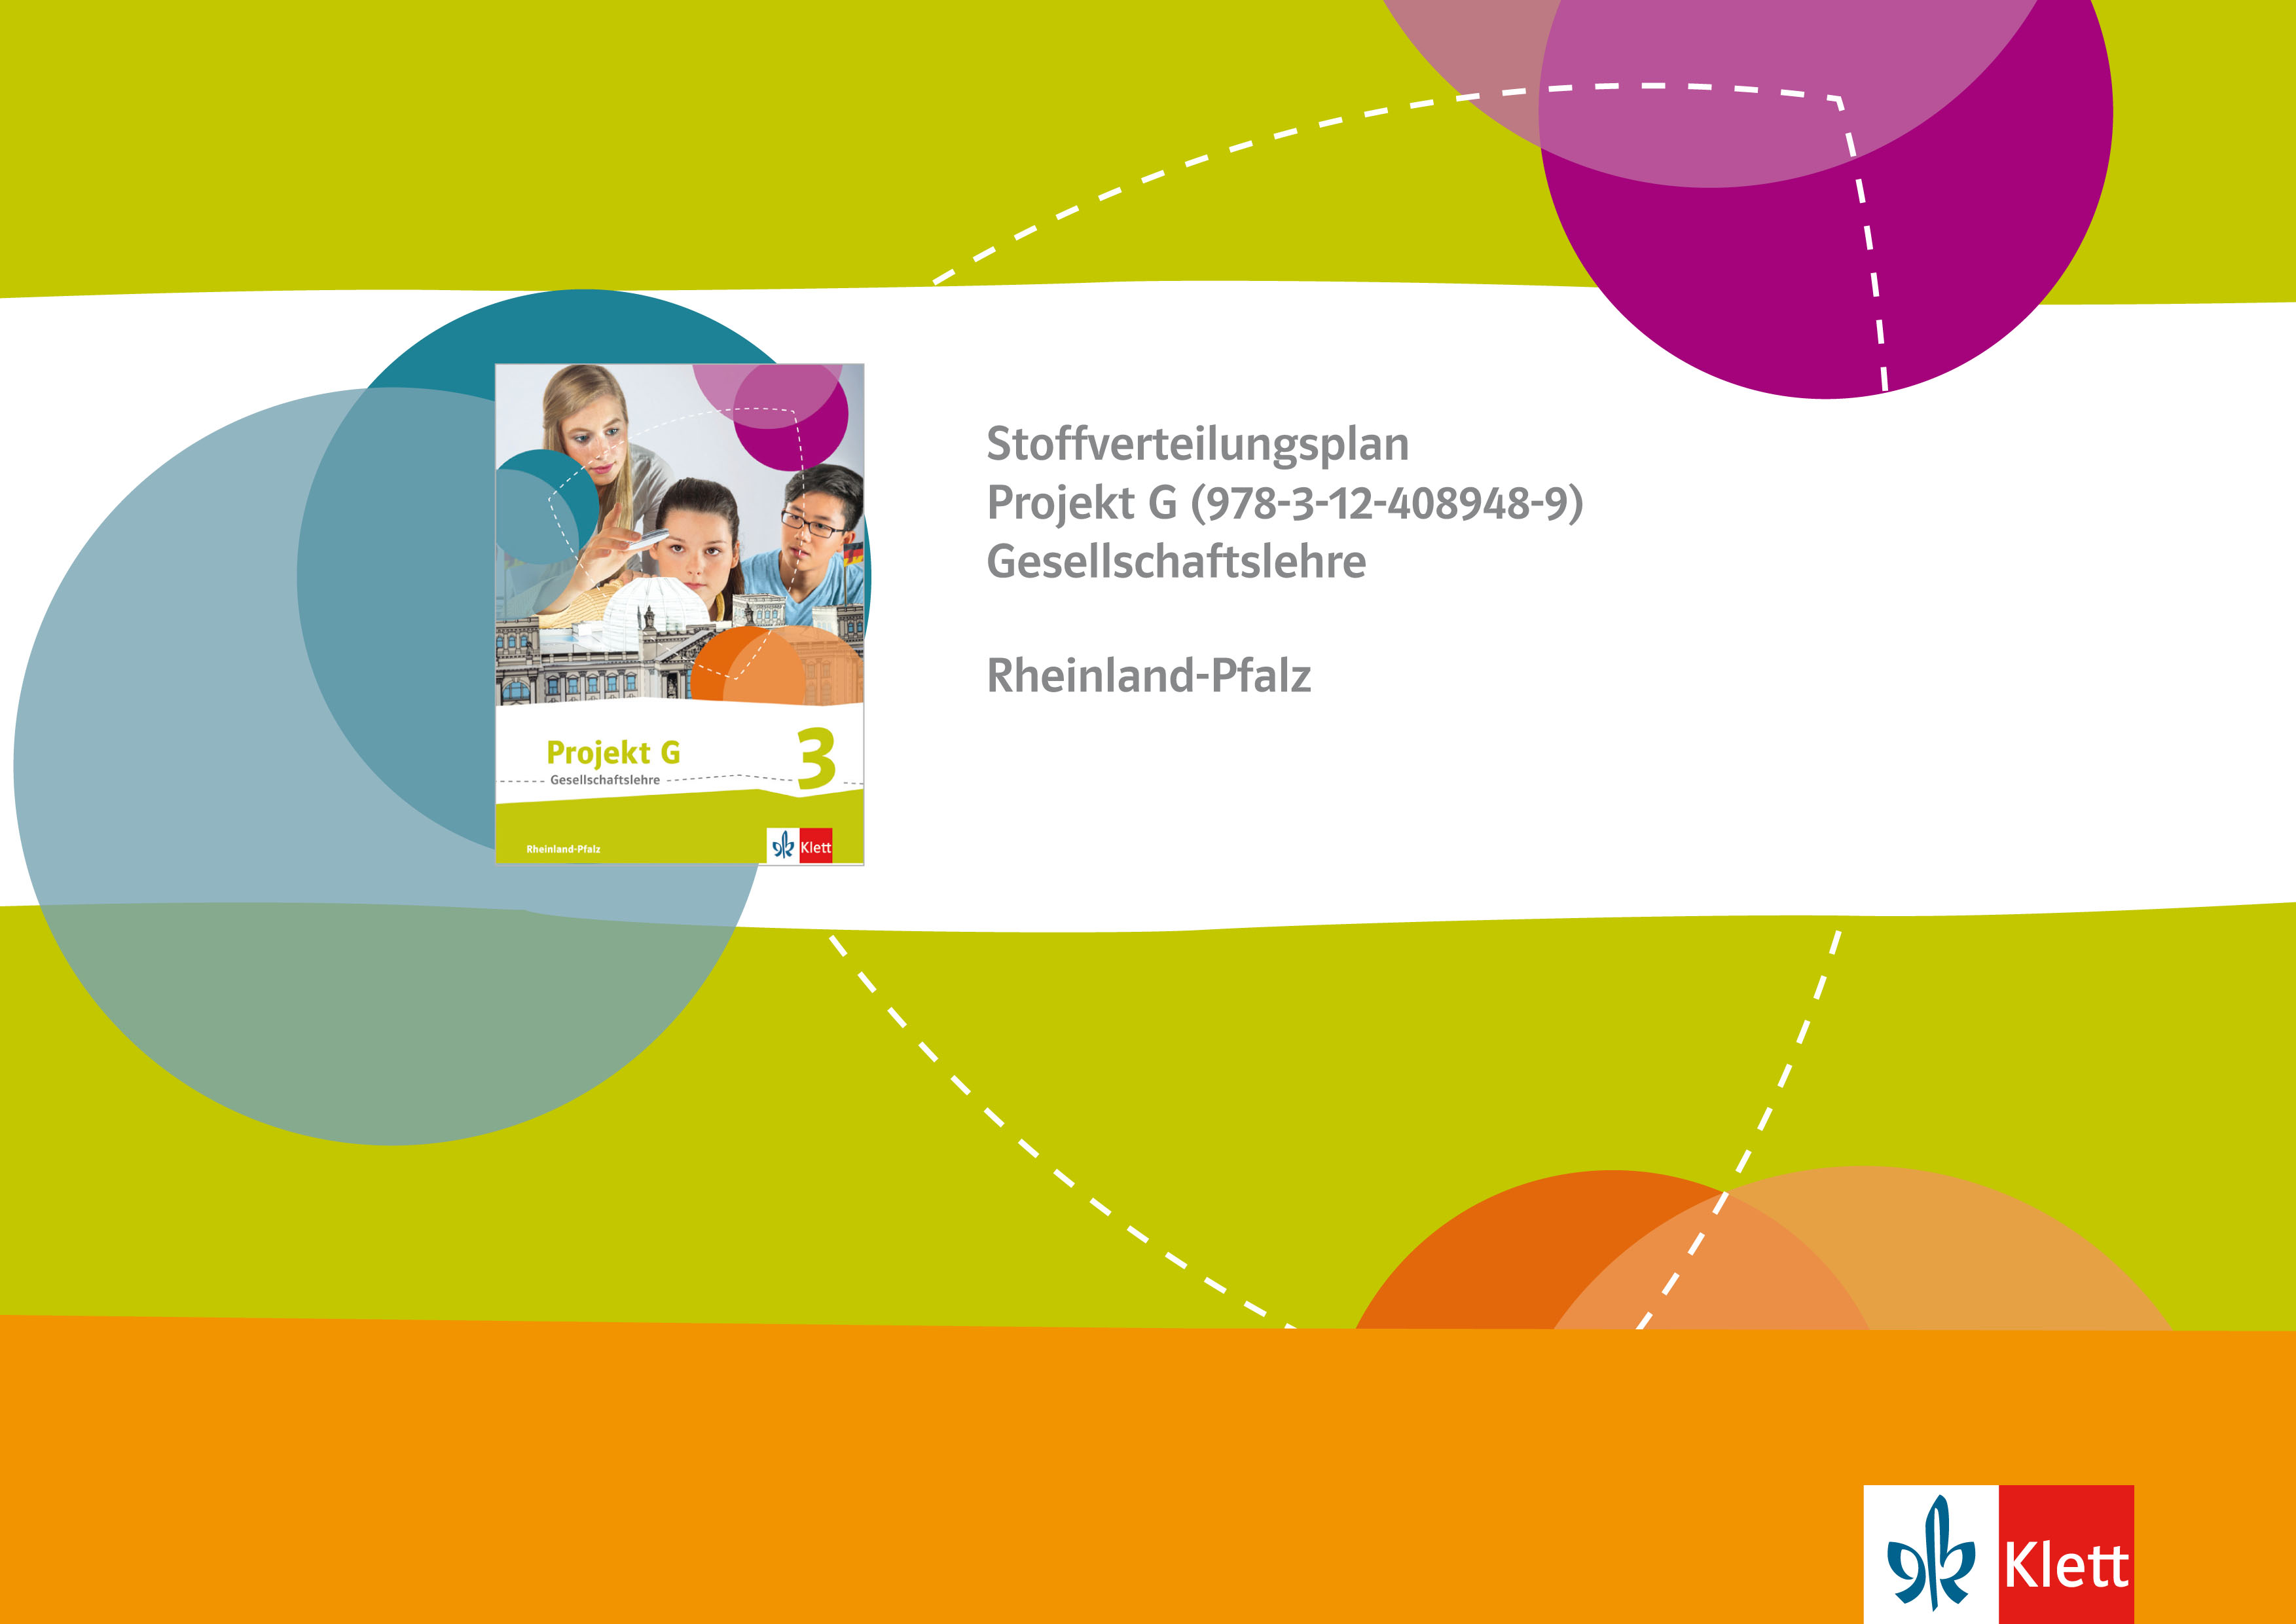 Stoffverteilungsplan
Projekt G (978-3-12-408948-9)
Gesellschaftslehre
Rheinland-Pfalz
Projekt G
3
Gesellschaftslehre
Rheinland-Pfalz
Klett
Klett